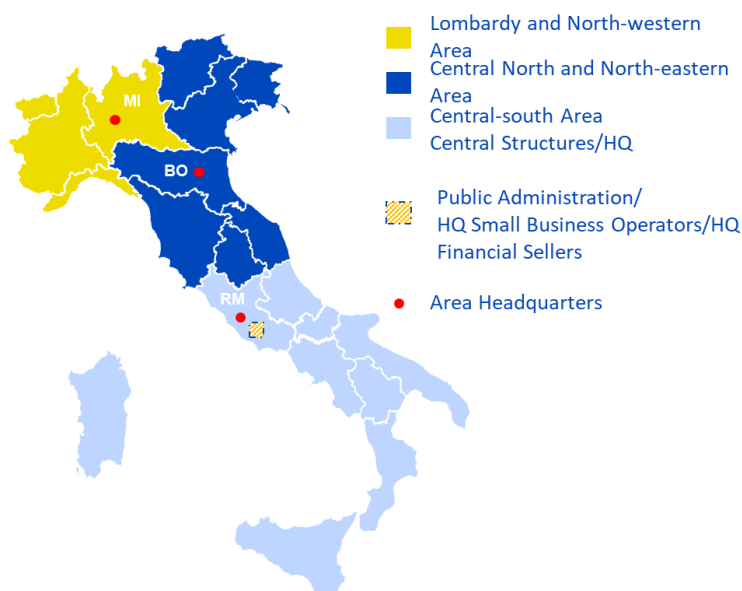 Lombardy and North-western
Area
Central North and North-eastern
Area
Central-south Area
Central Structures/HQ
Public Administration/
HQ Small Business Operators/HQ
Financial Sellers
Area Headquarters
MI
BO
RM